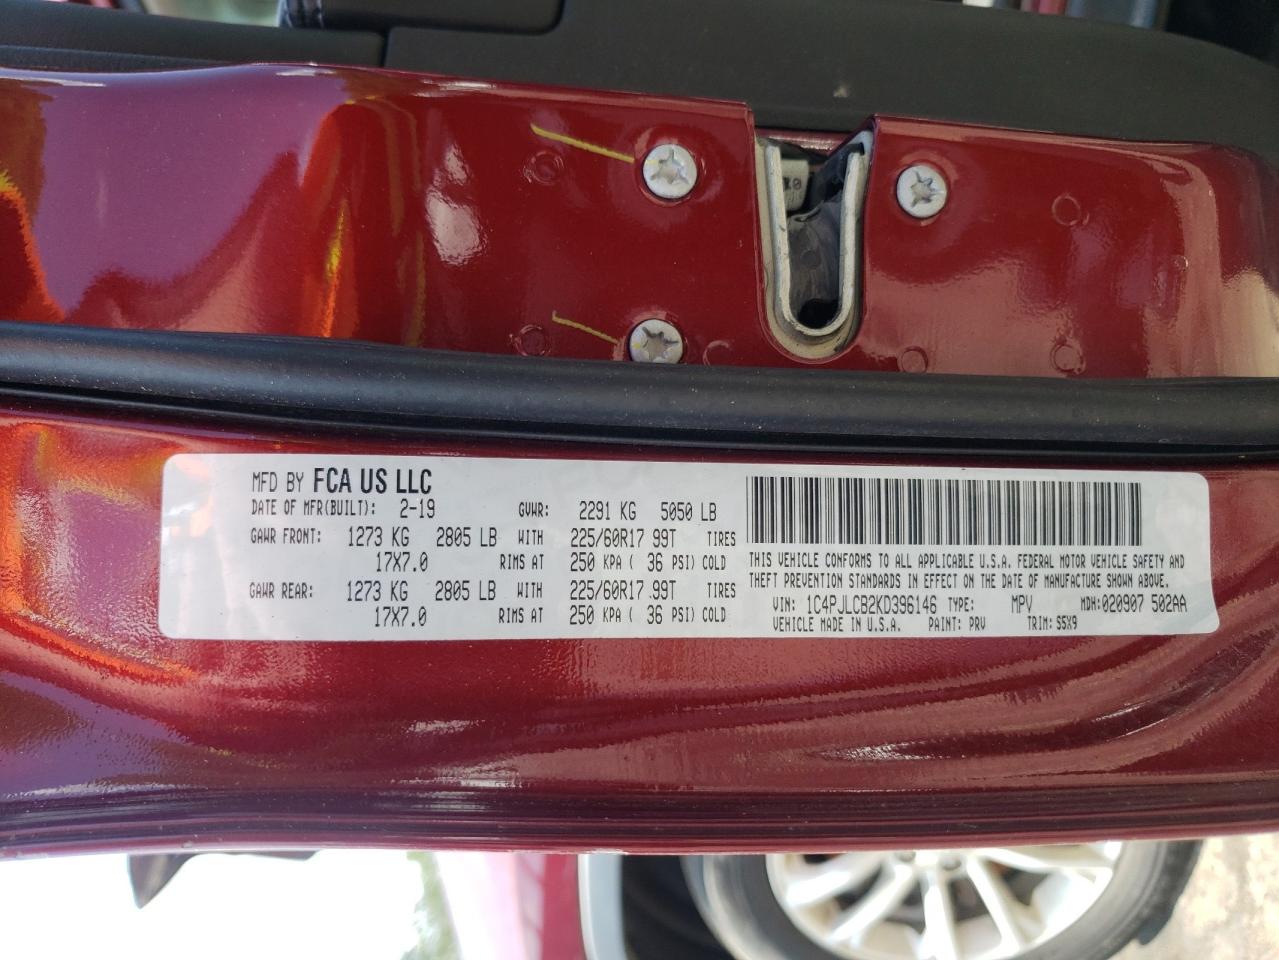 MFD BY FCA US LLC
DATE OF MFR(BUILT): 2-19 GVWR: 2291 KG 5050 LB
GAWR FRONT: 1273 KG 2805 LB WITH 225/60R17 99T TIRES
17X7.0 RIMS AT 250 KPA ( 36 PSI) COLD
GAWR REAR: 1273 KG 2805 LB WITH 225/60R17 99T TIRES
17X7.0 RIMS AT 250 KPA ( 36 PSI) COLD
THIS VEHICLE CONFORMS TO ALL APPLICABLE U.S.A. FEDERAL MOTOR VEHICLE SAFETY AND
THEFT PREVENTION STANDARDS IN EFFECT ON THE DATE OF MANUFACTURE SHOWN ABOVE.
VIN: 1C4PJLCB2KD396146 TYPE: MPV MDH:020907 502AA
VEHICLE MADE IN U.S.A. PAINT: PRV TRIM: S5X9